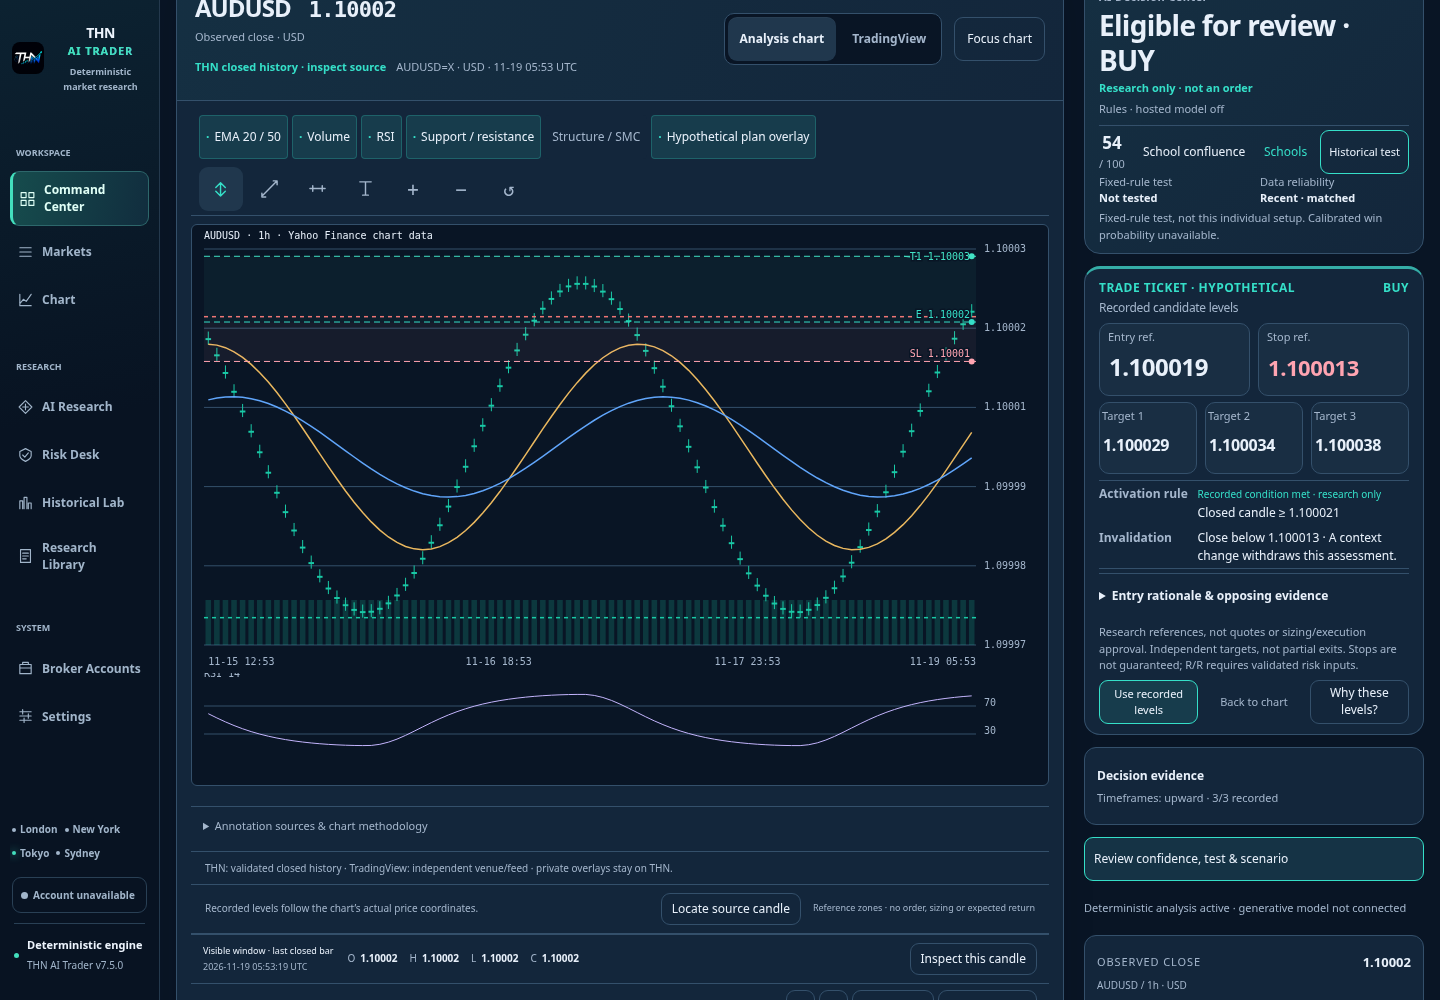 THN
AI TRADER
Deterministic
market research
WORKSPACE
Command
Center
Markets
Chart
RESEARCH
AI Research
Risk Desk
Historical Lab
Research
Library
SYSTEM
Broker Accounts
Settings
London New York
Tokyo Sydney
Account unavailable
Deterministic engine
THN AI Trader v7.5.0
AUDUSD 1.10002
Observed close · USD
THN closed history · inspect source AUDUSD=X · USD · 11-19 05:53 UTC
Analysis chart TradingView Focus chart
· EMA 20 / 50 · Volume · RSI · Support / resistance Structure / SMC · Hypothetical plan overlay
AUDUSD · 1h · Yahoo Finance chart data
T1 1.10003
E 1.10002
SL 1.10001
1.10003
1.10002
1.10001
1.09999
1.09998
1.09997
11-15 12:53 11-16 18:53 11-17 23:53 11-19 05:53
RSI 14
70
30
Annotation sources & chart methodology
THN: validated closed history · TradingView: independent venue/feed · private overlays stay on THN.
Recorded levels follow the chart's actual price coordinates. Locate source candle Reference zones · no order, sizing or expected return
Visible window · last closed bar
2026-11-19 05:53:19 UTC
O 1.10002 H 1.10002 L 1.10002 C 1.10002
Inspect this candle
Eligible for review ·
BUY
Research only · not an order
Rules · hosted model off
54
/ 100
School confluence Schools Historical test
Fixed-rule test Data reliability
Not tested Recent · matched
Fixed-rule test, not this individual setup. Calibrated win
probability unavailable.
TRADE TICKET · HYPOTHETICAL BUY
Recorded candidate levels
Entry ref. Stop ref.
1.100019 1.100013
Target 1 Target 2 Target 3
1.100029 1.100034 1.100038
Activation rule Recorded condition met · research only
Closed candle ≥ 1.100021
Invalidation Close below 1.100013 · A context
change withdraws this assessment.
Entry rationale & opposing evidence
Research references, not quotes or sizing/execution
approval. Independent targets, not partial exits. Stops are
not guaranteed; R/R requires validated risk inputs.
Use recorded
levels
Back to chart
Why these
levels?
Decision evidence
Timeframes: upward · 3/3 recorded
Review confidence, test & scenario
Deterministic analysis active · generative model not connected
OBSERVED CLOSE 1.10002
AUDUSD / 1h · USD